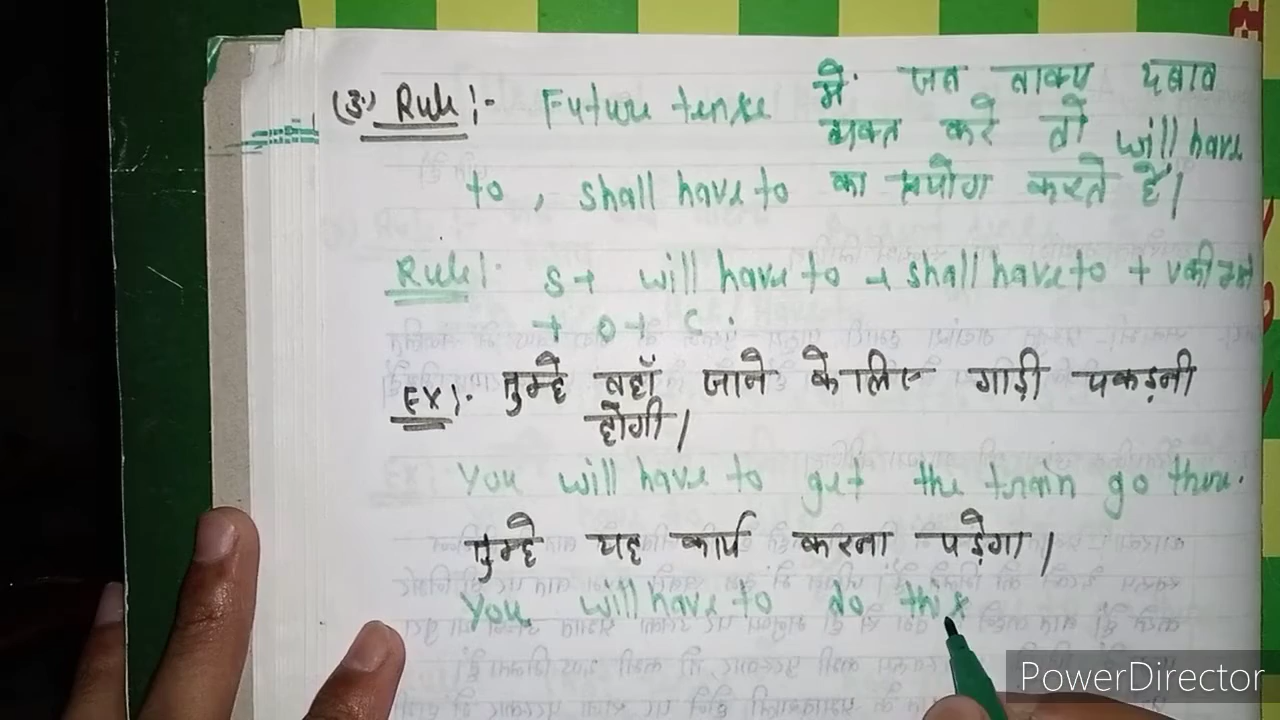 (3) Rule :- Future tense में जब वाक्य दबाव
व्यक्त करे तो will have
to , shall have to का प्रयोग करते हैं।
Rule :- S+ will have to → shall have to + v की
+ O + C .
Ex :- तुम्हे वहाँ जाने के लिए गाड़ी पकड़नी
होगी।
You will have to get the train go there.
तुम्हे यह कार्य करना पड़ेगा।
You will have to do this
PowerDirector